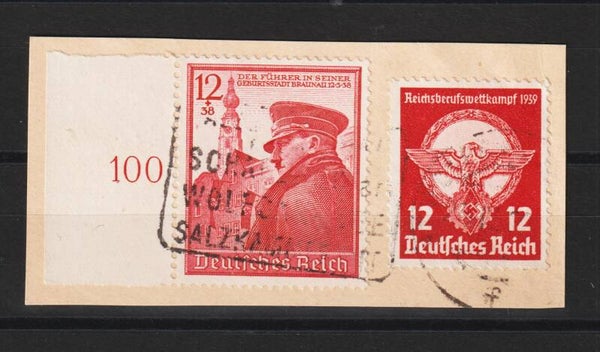 100
12
+38
DER FÜHRER IN SEINER
GEBURTSSTADT BRAUNAU 12·3·38
Deutsches Reich
Reichsberufswettkampf 1939
12 12
Deutsches Reich